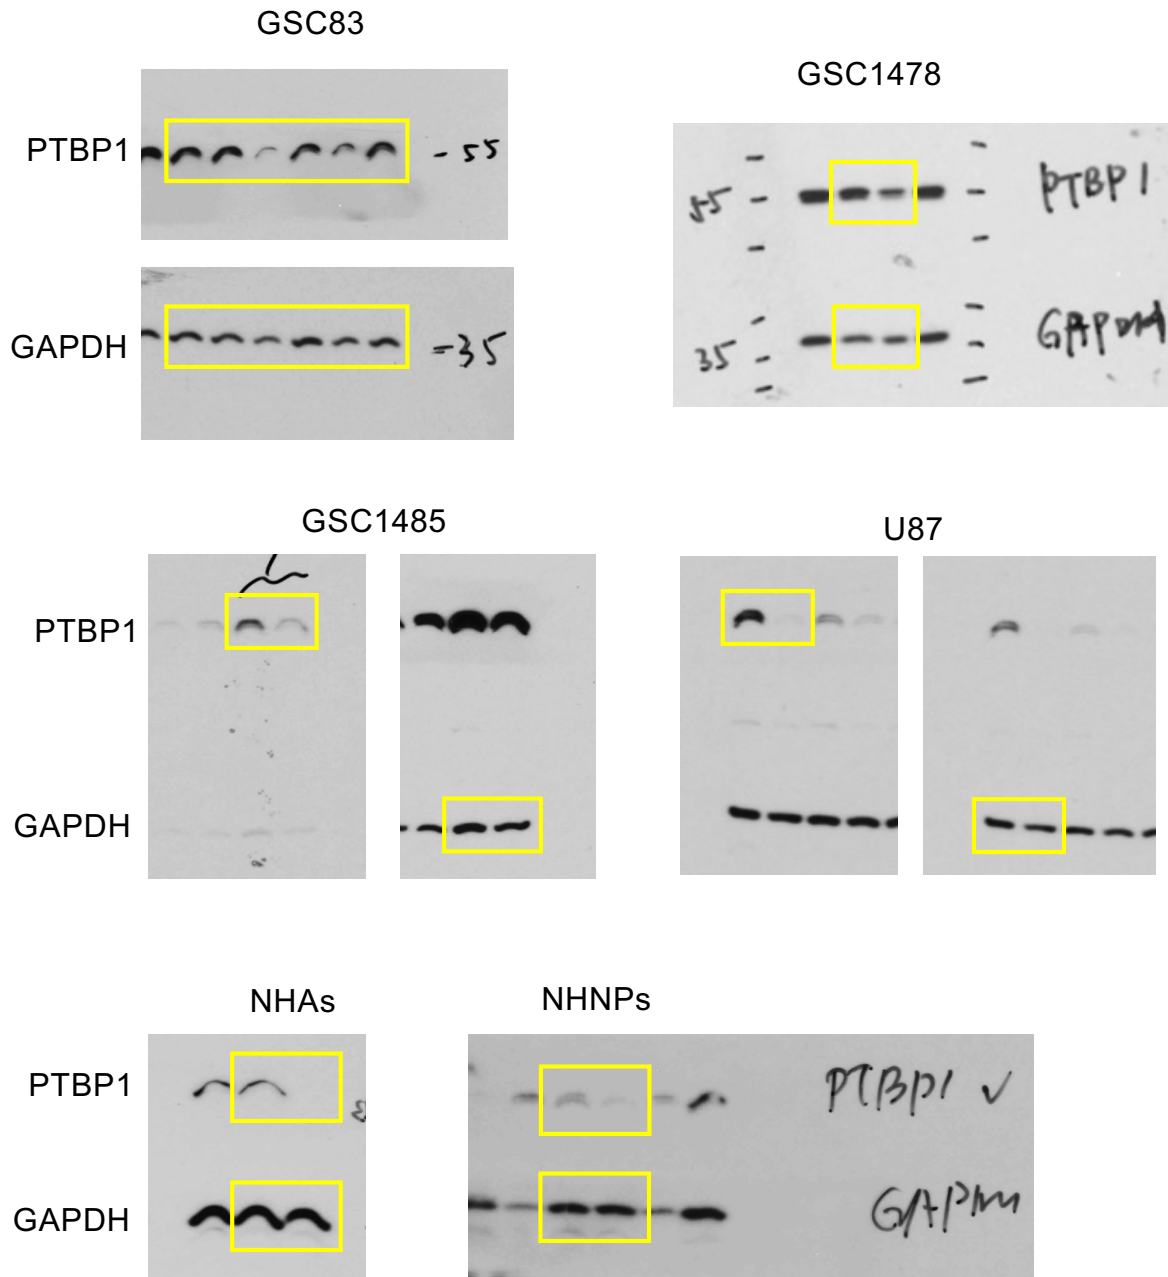 GSC83
PTBP1
- 55
GAPDH
- 35
GSC1478
55
PTBP1
35
GAPDH
GSC1485
U87
PTBP1
GAPDH
NHAs
NHNPs
PTBP1
PTBP1 ✓
GAPDH